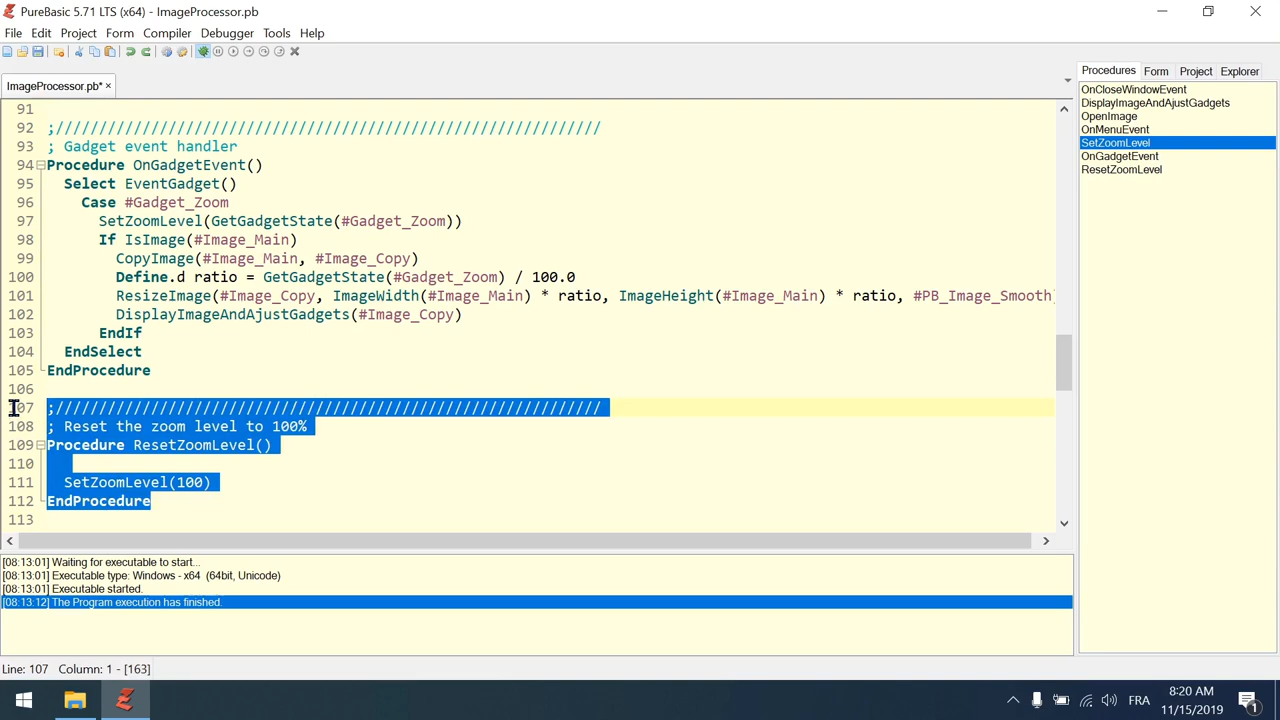 PureBasic 5.71 LTS (x64) - ImageProcessor.pb
File Edit Project Form Compiler Debugger Tools Help
ImageProcessor.pb* ×
Procedures Form Project Explorer
OnCloseWindowEvent
DisplayImageAndAjustGadgets
OpenImage
OnMenuEvent
SetZoomLevel
OnGadgetEvent
ResetZoomLevel
91
92 ;////////////////////////////////////////////////////////////////
93 ; Gadget event handler
94 Procedure OnGadgetEvent()
95 Select EventGadget()
96 Case #Gadget_Zoom
97 SetZoomLevel(GetGadgetState(#Gadget_Zoom))
98 If IsImage(#Image_Main)
99 CopyImage(#Image_Main, #Image_Copy)
100 Define.d ratio = GetGadgetState(#Gadget_Zoom) / 100.0
101 ResizeImage(#Image_Copy, ImageWidth(#Image_Main) * ratio, ImageHeight(#Image_Main) * ratio, #PB_Image_Smooth)
102 DisplayImageAndAjustGadgets(#Image_Copy)
103 EndIf
104 EndSelect
105 EndProcedure
106
107 ;////////////////////////////////////////////////////////////////
108 ; Reset the zoom level to 100%
109 Procedure ResetZoomLevel()
110
111 SetZoomLevel(100)
112 EndProcedure
113
[08:13:01] Waiting for executable to start...
[08:13:01] Executable type: Windows - x64 (64bit, Unicode)
[08:13:01] Executable started.
[08:13:12] The Program execution has finished.
Line: 107 Column: 1 - [163]
FRA
8:20 AM
11/15/2019
1